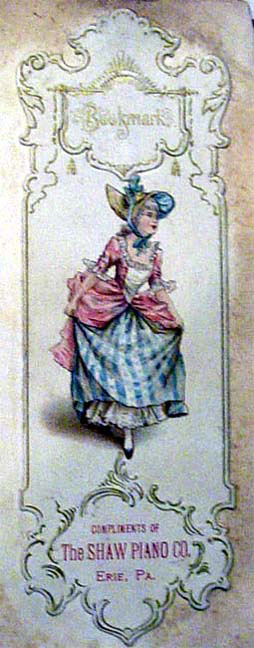 Bookmark
COMPLIMENTS OF
The SHAW PIANO CO.
ERIE, PA.